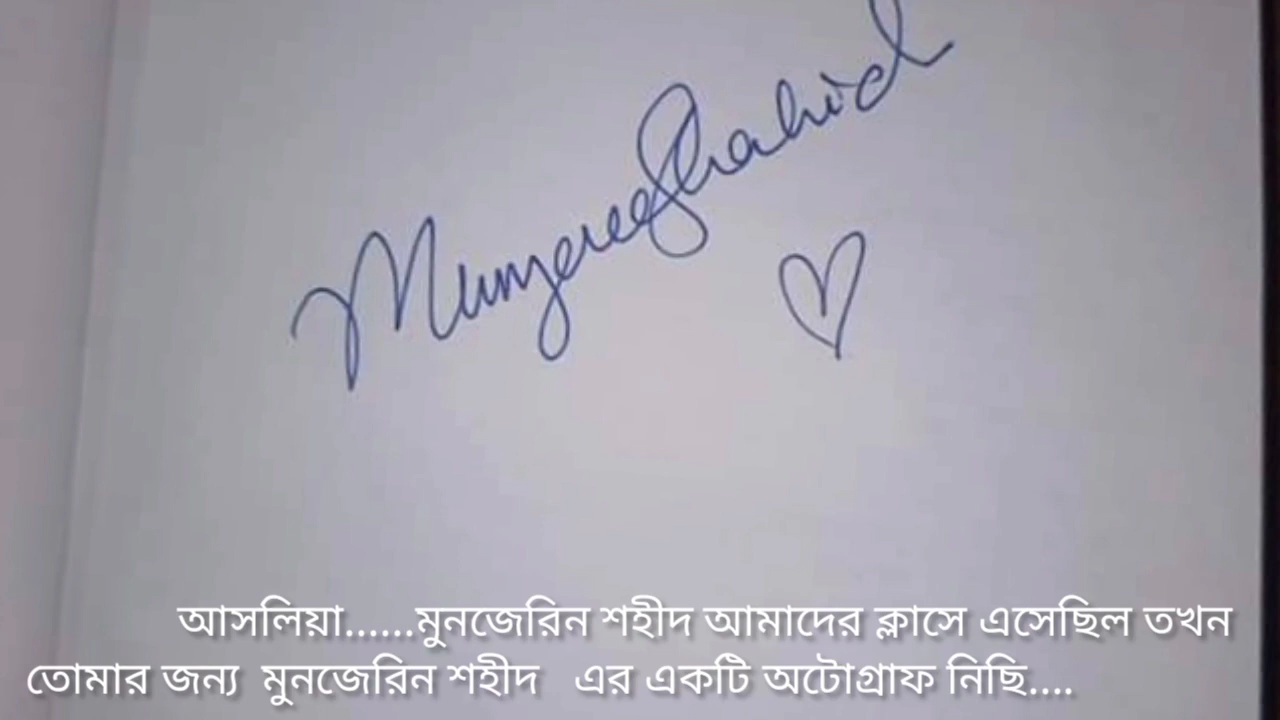 Munzereen Shahid
আসলিয়া......মুনজেরিন শহীদ আমাদের ক্লাসে এসেছিল তখন
তোমার জন্য মুনজেরিন শহীদ এর একটি অটোগ্রাফ নিছি....